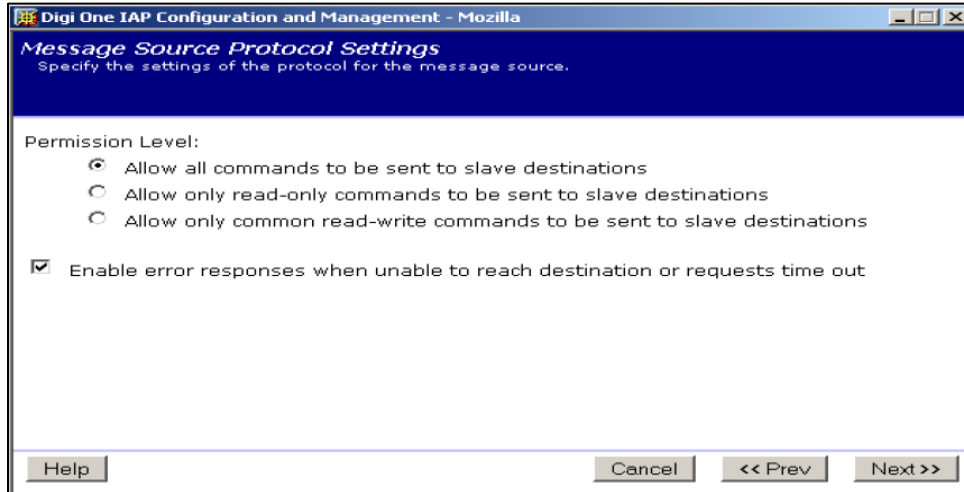 Digi One IAP Configuration and Management - Mozilla
Message Source Protocol Settings
Specify the settings of the protocol for the message source.
Permission Level:
Allow all commands to be sent to slave destinations
Allow only read-only commands to be sent to slave destinations
Allow only common read-write commands to be sent to slave destinations
Enable error responses when unable to reach destination or requests time out
Help Cancel << Prev Next >>